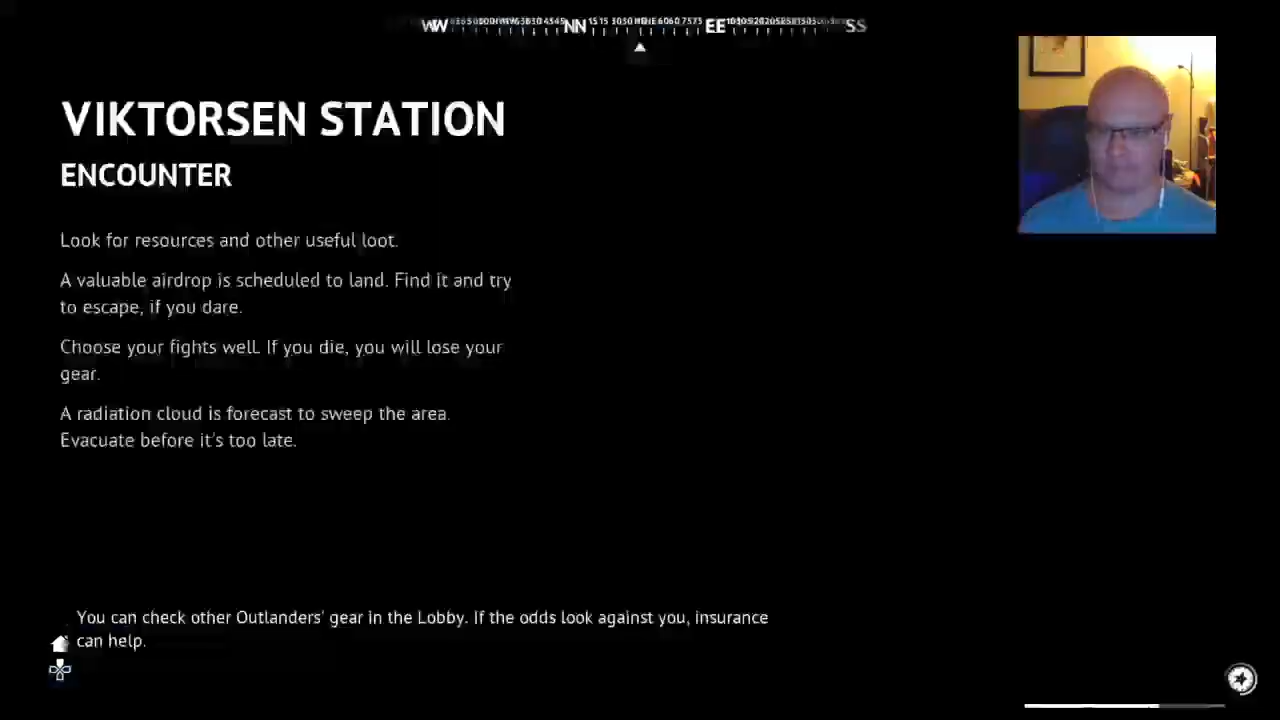 W NN EE SS
VIKTORSEN STATION
ENCOUNTER
Look for resources and other useful loot.
A valuable airdrop is scheduled to land. Find it and try
to escape, if you dare.
Choose your fights well. If you die, you will lose your
gear.
A radiation cloud is forecast to sweep the area.
Evacuate before it's too late.
You can check other Outlanders' gear in the Lobby. If the odds look against you, insurance
can help.